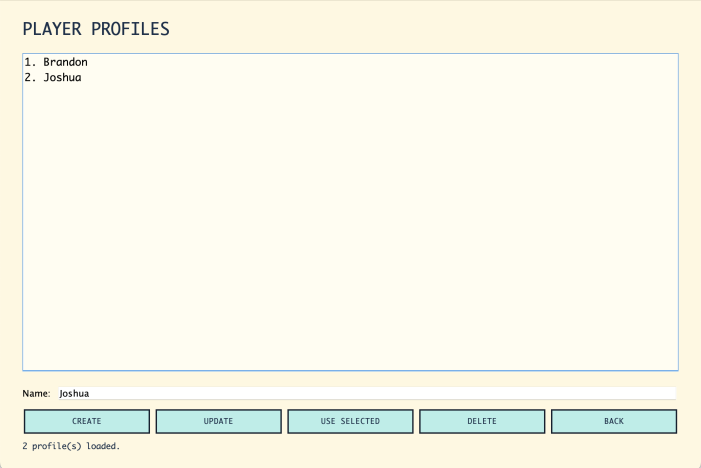 PLAYER PROFILES
1. Brandon
2. Joshua
Name: Joshua
CREATE UPDATE USE SELECTED DELETE BACK
2 profile(s) loaded.